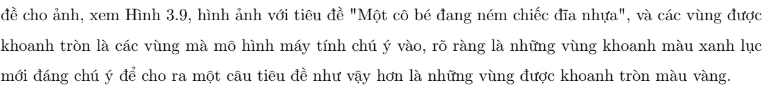 đề cho ảnh, xem Hình 3.9, hình ảnh với tiêu đề "Một cô bé đang ném chiếc đĩa nhựa", và các vùng được
khoanh tròn là các vùng mà mô hình máy tính chú ý vào, rõ ràng là những vùng khoanh màu xanh lục
mới đáng chú ý để cho ra một câu tiêu đề như vậy hơn là những vùng được khoanh tròn màu vàng.